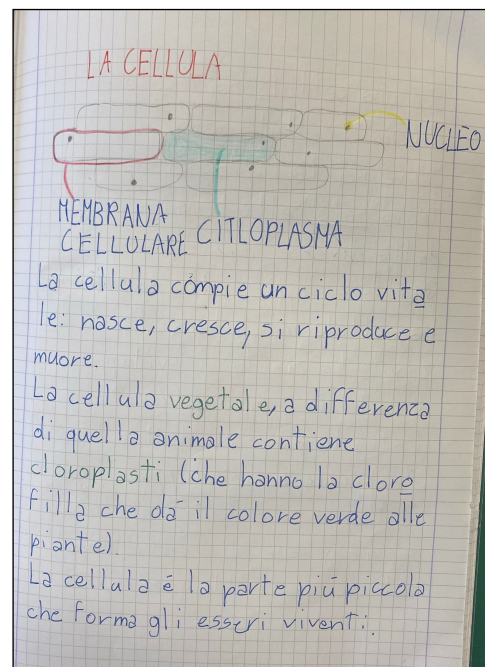 LA CELLULA
NUCLEO
MEMBRANA
CELLULARE
CITLOPLASMA
La cellula compie un ciclo vita
le: nasce, cresce, si riproduce e
muore.
La cellula vegetale, a differenza
di quella animale contiene
cloroplasti (che hanno la cloro
filla che dà il colore verde alle
piante).
La cellula é la parte piú piccola
che forma gli esseri viventi.